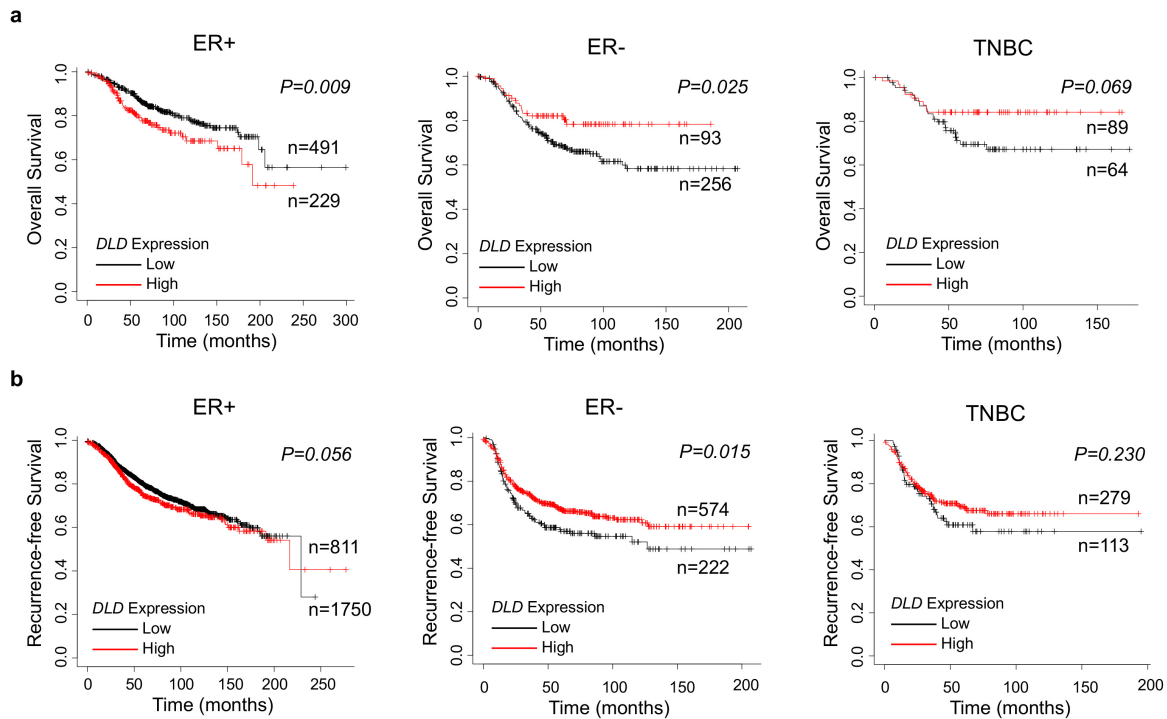 a
ER+
P=0.009
n=491
n=229
DLD Expression
Low
High
Overall Survival
0.0 0.2 0.4 0.6 0.8 1.0
0 50 100 150 200 250 300
Time (months)
ER-
P=0.025
n=93
n=256
DLD Expression
Low
High
Overall Survival
0.0 0.2 0.4 0.6 0.8 1.0
0 50 100 150 200
Time (months)
TNBC
P=0.069
n=89
n=64
DLD Expression
Low
High
Overall Survival
0.0 0.2 0.4 0.6 0.8 1.0
0 50 100 150
Time (months)
b
ER+
P=0.056
n=811
n=1750
DLD Expression
Low
High
Recurrence-free Survival
0.0 0.2 0.4 0.6 0.8 1.0
0 50 100 150 200 250
Time (months)
ER-
P=0.015
n=574
n=222
DLD Expression
Low
High
Recurrence-free Survival
0.0 0.2 0.4 0.6 0.8 1.0
0 50 100 150 200
Time (months)
TNBC
P=0.230
n=279
n=113
DLD Expression
Low
High
Recurrence-free Survival
0.0 0.2 0.4 0.6 0.8 1.0
0 50 100 150 200
Time (months)